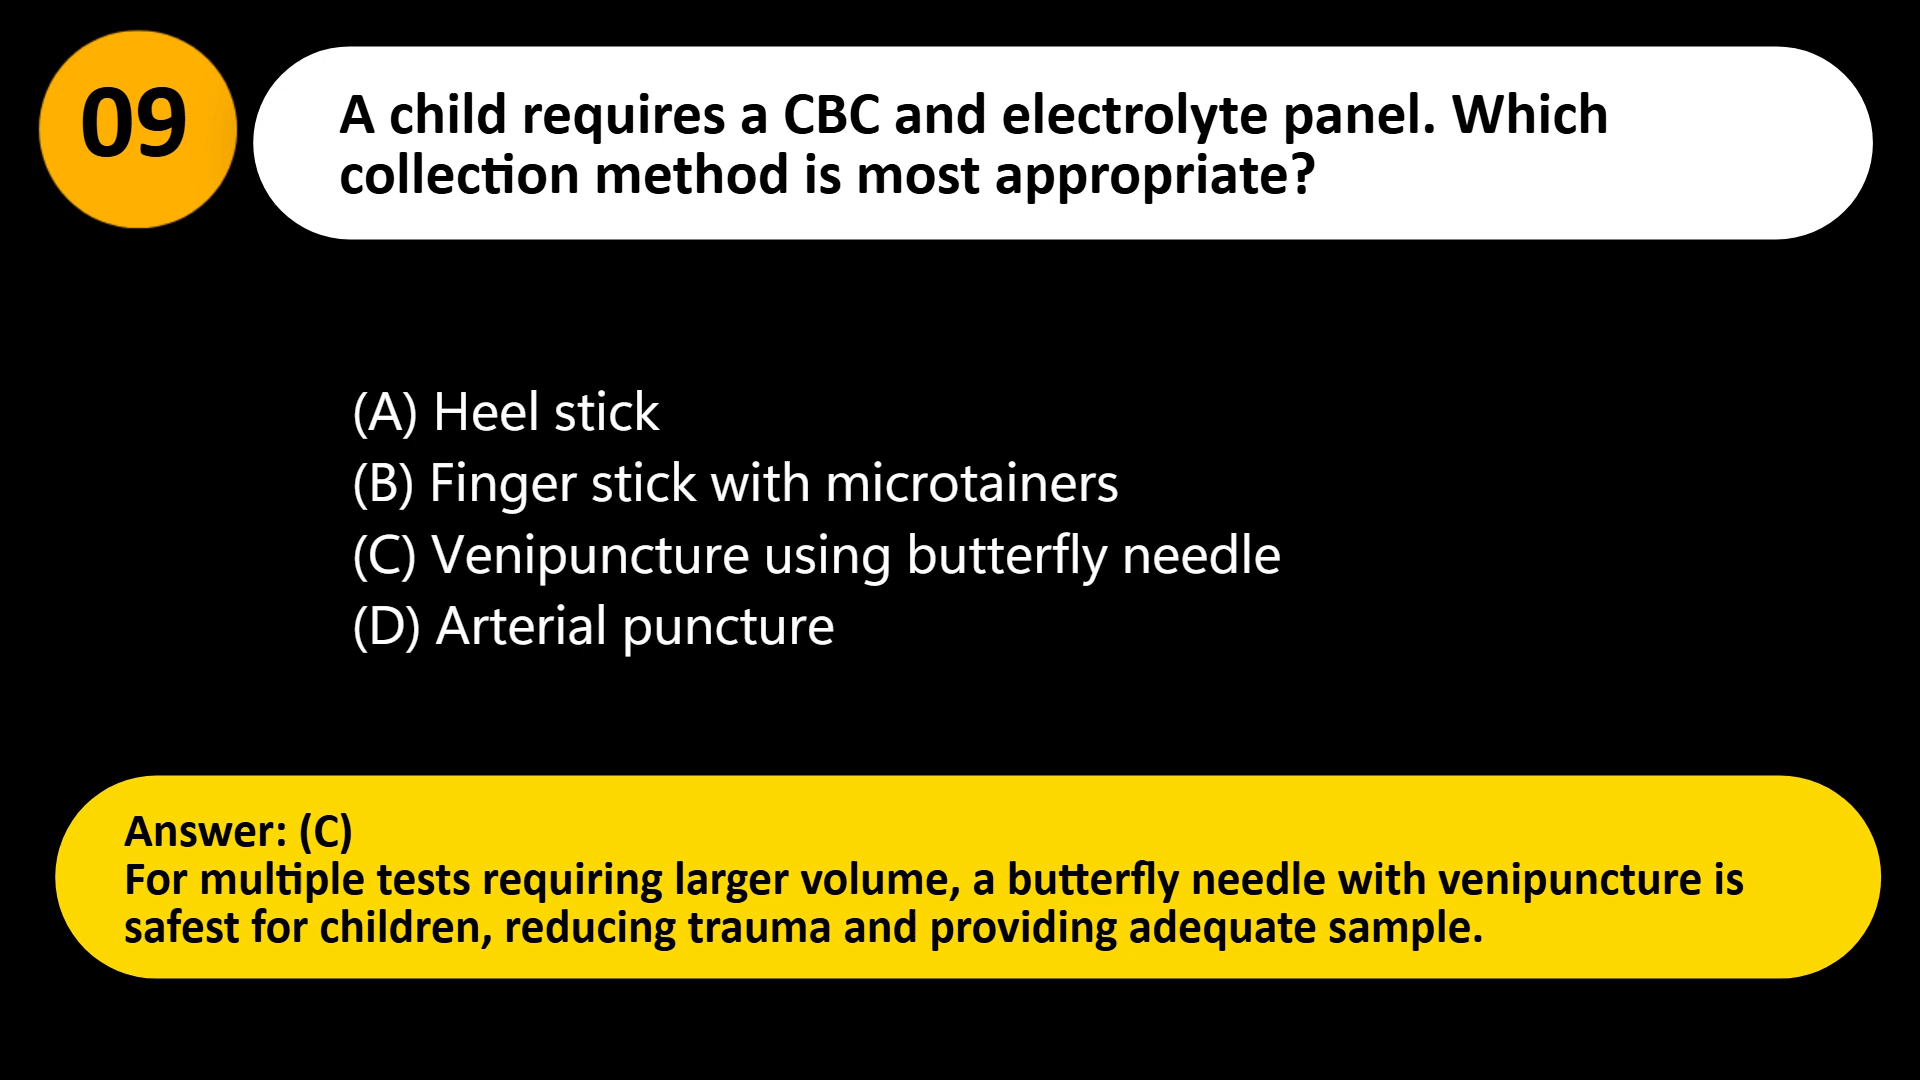 09
A child requires a CBC and electrolyte panel. Which
collection method is most appropriate?
(A) Heel stick
(B) Finger stick with microtainers
(C) Venipuncture using butterfly needle
(D) Arterial puncture
Answer: (C)
For multiple tests requiring larger volume, a butterfly needle with venipuncture is
safest for children, reducing trauma and providing adequate sample.